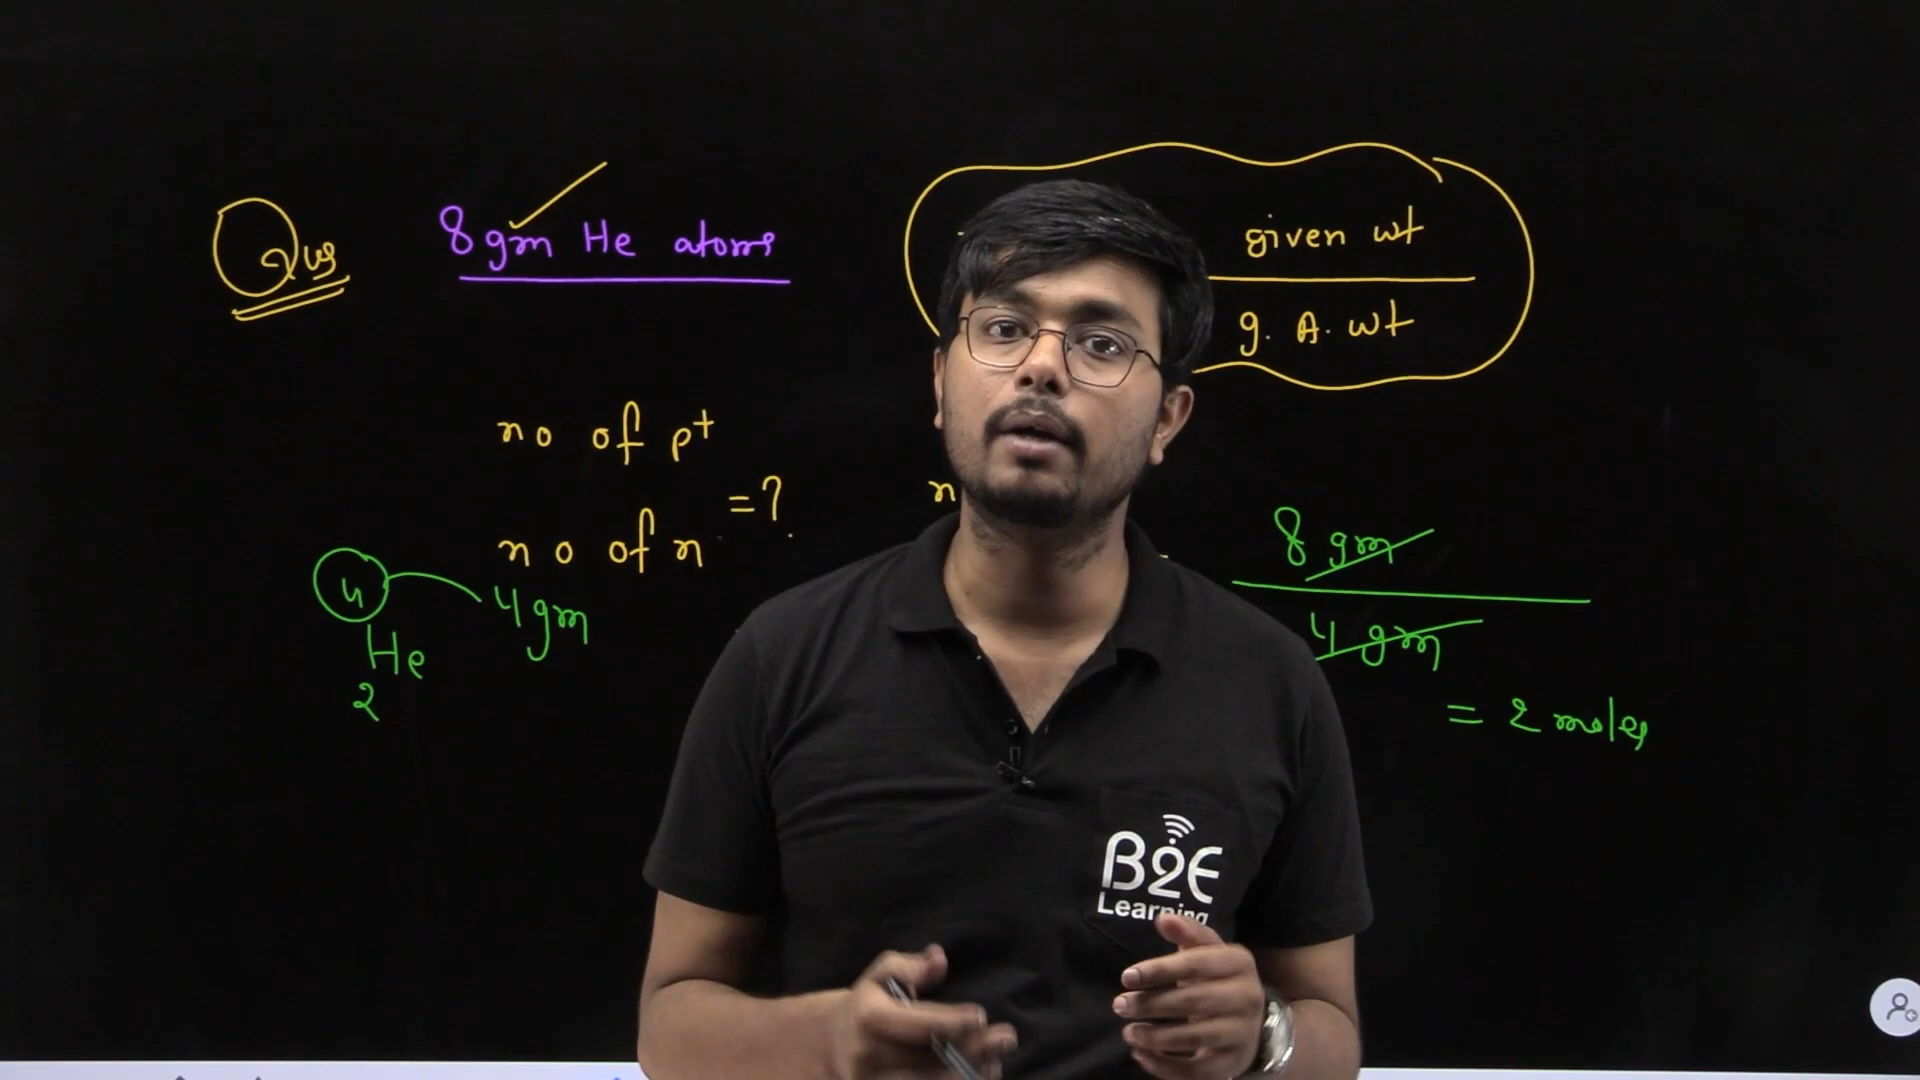 Qus
8 gm He atoms
given wt
g. A. wt
no of p+
= ?
no of n
n
4 He 2
4 gm
8 gm
4 gm
= 2 moles
B2E
Learning